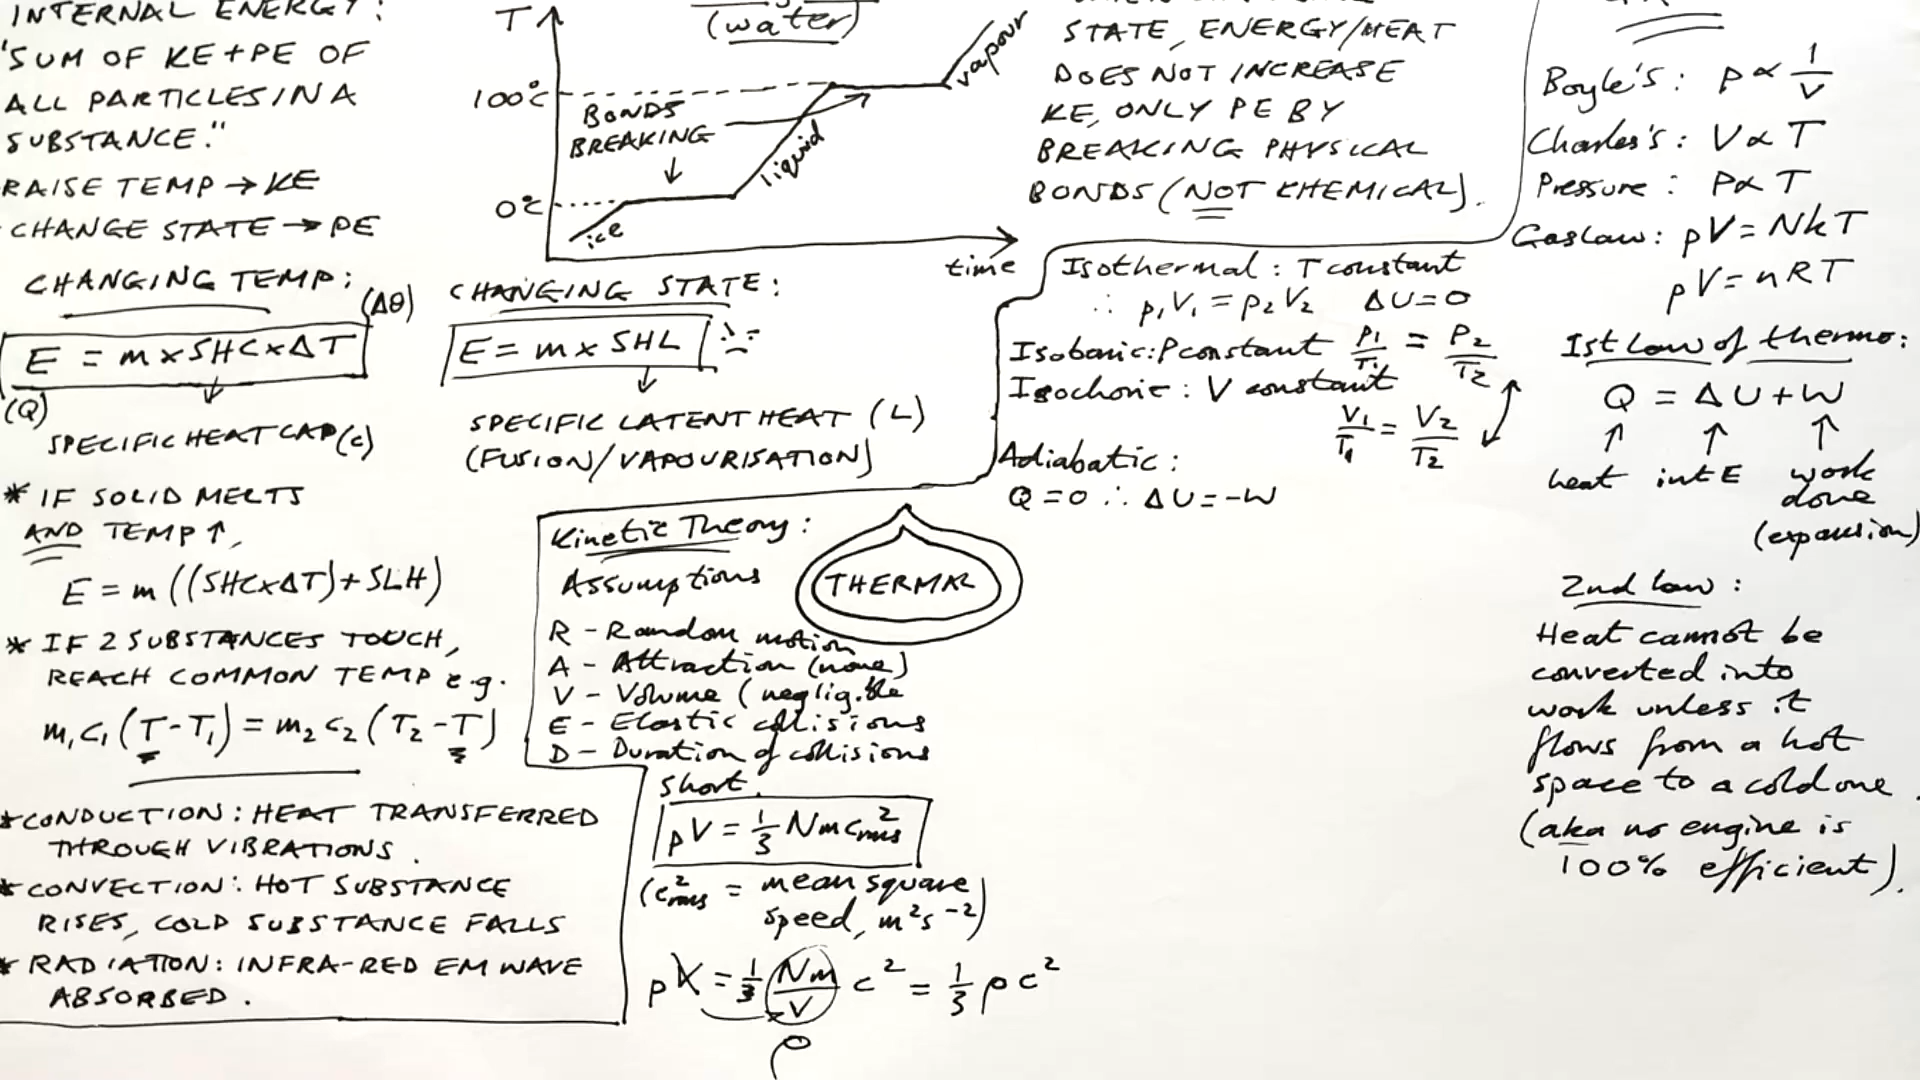 INTERNAL ENERGY:
"SUM OF KE+PE OF
ALL PARTICLES IN A
SUBSTANCE."
RAISE TEMP → KE
CHANGE STATE → PE
T
(water)
100°C
BONDS
BREAKING
0°C
ice
liquid
vapour
time
STATE, ENERGY/HEAT
DOES NOT INCREASE
KE, ONLY PE BY
BREAKING PHYSICAL
BONDS (NOT CHEMICAL).
CHANGING TEMP:
(Δθ)
E = m x SHC x ΔT
(Q)
SPECIFIC HEAT CAP (c)
CHANGING STATE:
E = m x SHL
SPECIFIC LATENT HEAT (L)
(FUSION/VAPOURISATION)
* IF SOLID MELTS
AND TEMP ↑,
E = m ((SHC x ΔT) + SLH)
* IF 2 SUBSTANCES TOUCH,
REACH COMMON TEMP e.g.
m₁c₁(T-T₁) = m₂c₂(T₂-T)
* CONDUCTION: HEAT TRANSFERRED
THROUGH VIBRATIONS.
* CONVECTION: HOT SUBSTANCE
RISES, COLD SUBSTANCE FALLS
* RADIATION: INFRA-RED EM WAVE
ABSORBED.
Kinetic Theory:
Assumptions
R - Random motion
A - Attraction (none)
V - Volume (negligible
E - Elastic collisions
D - Duration of collisions
short.
pV = 1/3 Nmc²rms
(c²rms = mean square
speed, m²s⁻²)
pV = 1/3 Nm/V c² = 1/3 ρc²
ρ
THERMAL
Isothermal: T constant
∴ p₁V₁ = p₂V₂ ΔU = 0
Isobaric: P constant P₁/T₁ = P₂/T₂
Isochoric: V constant
V₁/T₁ = V₂/T₂
Adiabatic:
Q = 0 ∴ ΔU = -W
Boyle's: p ∝ 1/V
Charles's: V ∝ T
Pressure: P ∝ T
Gas law: pV = NkT
pV = nRT
1st Law of thermo:
Q = ΔU + W
heat int E work
done
(expansion)
2nd law:
Heat cannot be
converted into
work unless it
flows from a hot
space to a cold one.
(aka no engine is
100% efficient).